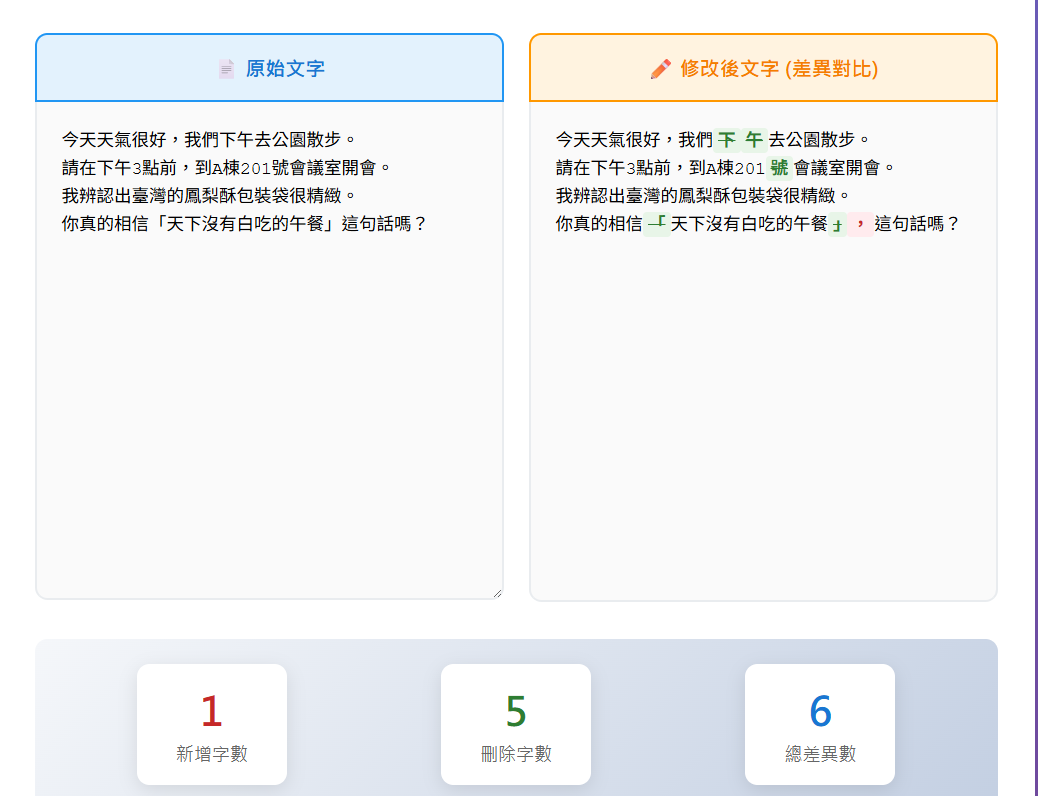 原始文字
今天天氣很好，我們下午去公園散步。
請在下午3點前，到A棟201號會議室開會。
我辨認出臺灣的鳳梨酥包裝袋很精緻。
你真的相信「天下沒有白吃的午餐」這句話嗎？
修改後文字 (差異對比)
今天天氣很好，我們下午去公園散步。
請在下午3點前，到A棟201號會議室開會。
我辨認出臺灣的鳳梨酥包裝袋很精緻。
你真的相信「天下沒有白吃的午餐」，這句話嗎？
1
新增字數
5
刪除字數
6
總差異數